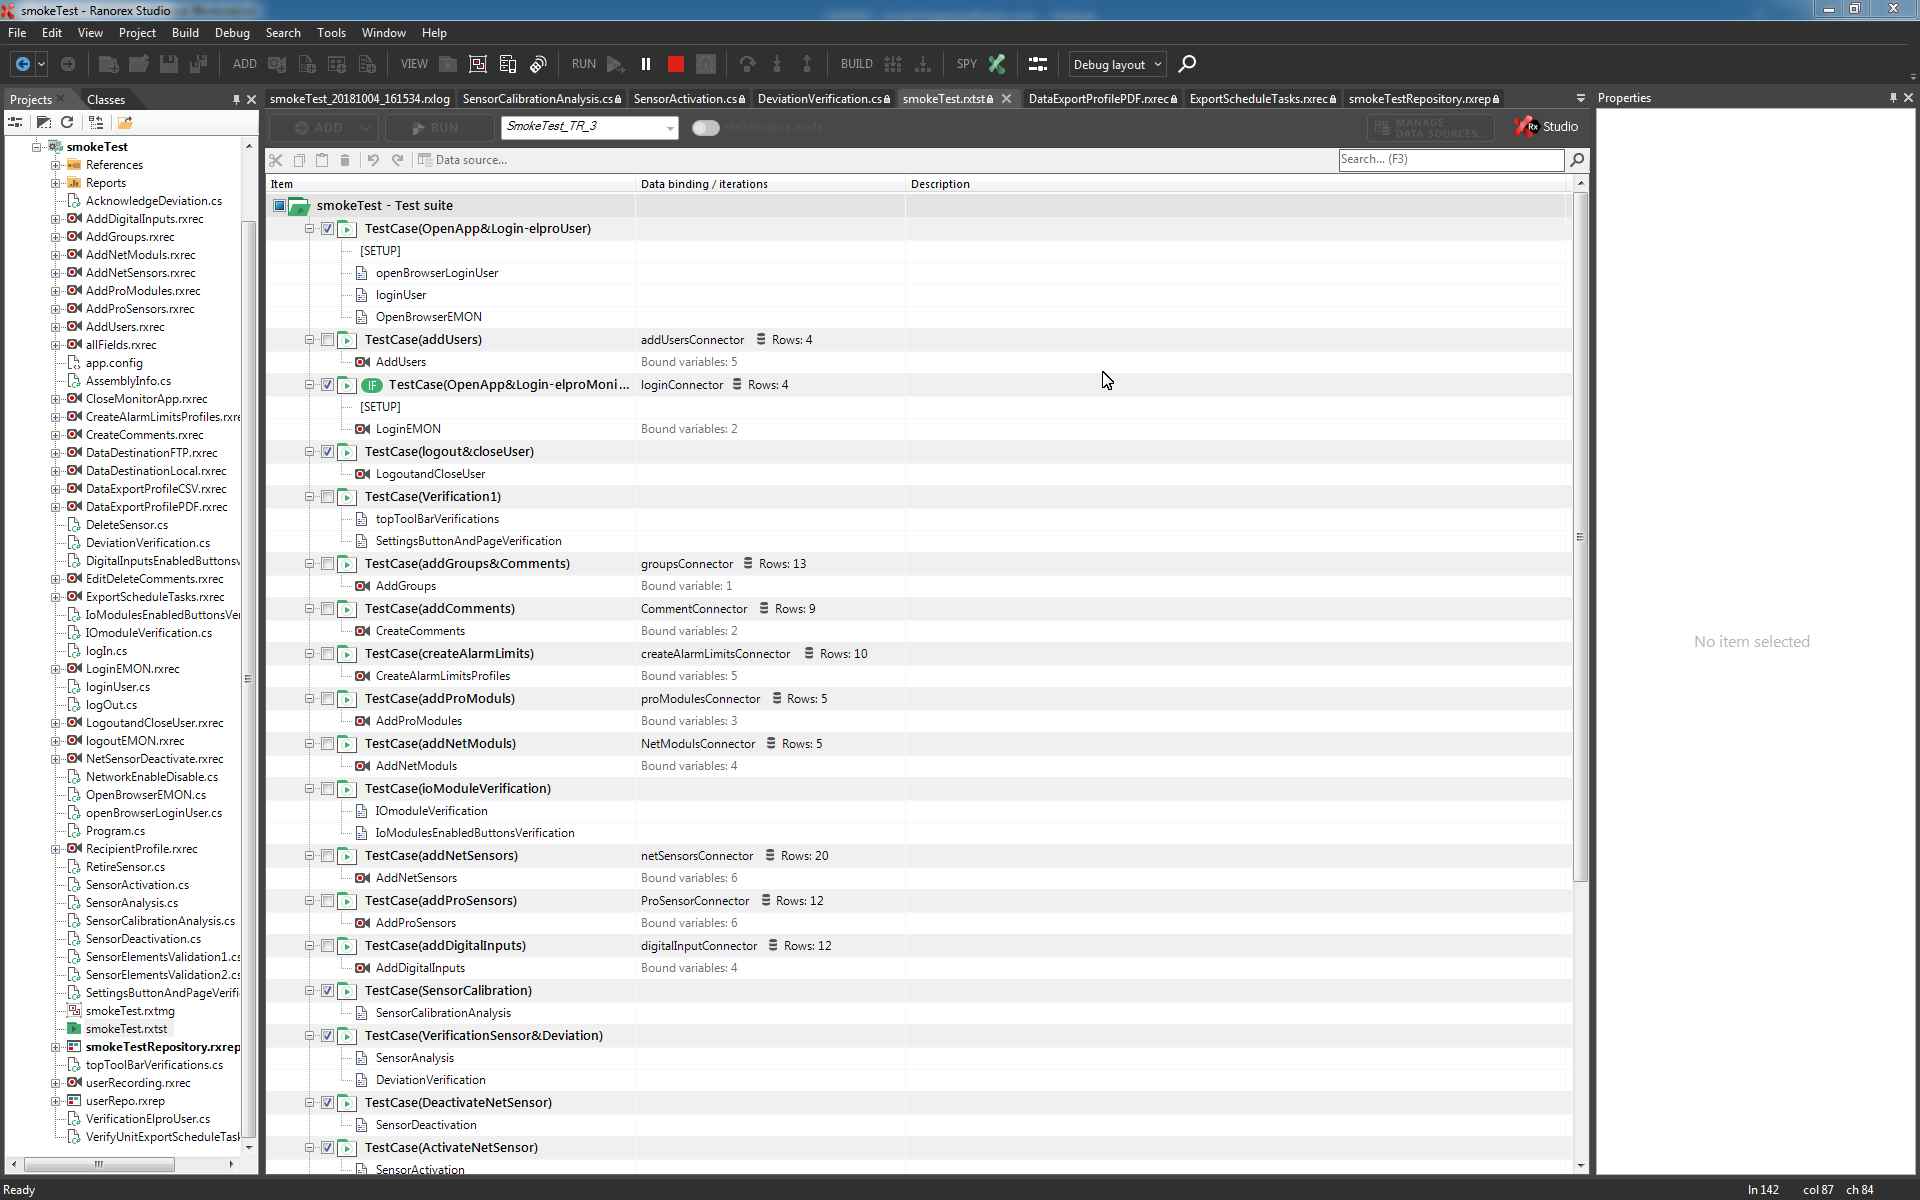 smokeTest - Ranorex Studio
File Edit View Project Build Debug Search Tools Window Help
ADD VIEW RUN BUILD SPY Debug layout
Projects Classes
smokeTest_20181004_161534.rxlog SensorCalibrationAnalysis.cs SensorActivation.cs DeviationVerification.cs smokeTest.rxtst DataExportProfilePDF.rxrec ExportScheduleTasks.rxrec smokeTestRepository.rxrep
Properties
smokeTest
References
Reports
AcknowledgeDeviation.cs
AddDigitalInputs.rxrec
AddGroups.rxrec
AddNetModuls.rxrec
AddNetSensors.rxrec
AddProModules.rxrec
AddProSensors.rxrec
AddUsers.rxrec
allFields.rxrec
app.config
AssemblyInfo.cs
CloseMonitorApp.rxrec
CreateAlarmLimitsProfiles.rxre
CreateComments.rxrec
DataDestinationFTP.rxrec
DataDestinationLocal.rxrec
DataExportProfileCSV.rxrec
DataExportProfilePDF.rxrec
DeleteSensor.cs
DeviationVerification.cs
DigitalInputsEnabledButtonsv
EditDeleteComments.rxrec
ExportScheduleTasks.rxrec
IoModulesEnabledButtonsVer
IOmoduleVerification.cs
logIn.cs
LoginEMON.rxrec
loginUser.cs
logOut.cs
LogoutandCloseUser.rxrec
logoutEMON.rxrec
NetSensorDeactivate.rxrec
NetworkEnableDisable.cs
OpenBrowserEMON.cs
openBrowserLoginUser.cs
Program.cs
RecipientProfile.rxrec
RetireSensor.cs
SensorActivation.cs
SensorAnalysis.cs
SensorCalibrationAnalysis.cs
SensorDeactivation.cs
SensorElementsValidation1.cs
SensorElementsValidation2.cs
SettingsButtonAndPageVerifi
smokeTest.rxtmg
smokeTest.rxtst
smokeTestRepository.rxrep
topToolBarVerifications.cs
userRecording.rxrec
userRepo.rxrep
VerificationElproUser.cs
VerifyUnitExportScheduleTask
ADD RUN SmokeTest_TR_3 MANAGE DATA SOURCES... Rx Studio
Data source... Search... (F3)
Item Data binding / iterations Description
smokeTest - Test suite
TestCase(OpenApp&Login-elproUser)
[SETUP]
openBrowserLoginUser
loginUser
OpenBrowserEMON
TestCase(addUsers) addUsersConnector Rows: 4
AddUsers Bound variables: 5
IF TestCase(OpenApp&Login-elproMoni... loginConnector Rows: 4
[SETUP]
LoginEMON Bound variables: 2
TestCase(logout&closeUser)
LogoutandCloseUser
TestCase(Verification1)
topToolBarVerifications
SettingsButtonAndPageVerification
TestCase(addGroups&Comments) groupsConnector Rows: 13
AddGroups Bound variable: 1
TestCase(addComments) CommentConnector Rows: 9
CreateComments Bound variables: 2
TestCase(createAlarmLimits) createAlarmLimitsConnector Rows: 10
CreateAlarmLimitsProfiles Bound variables: 5
TestCase(addProModuls) proModulesConnector Rows: 5
AddProModules Bound variables: 3
TestCase(addNetModuls) NetModulsConnector Rows: 5
AddNetModuls Bound variables: 4
TestCase(ioModuleVerification)
IOmoduleVerification
IoModulesEnabledButtonsVerification
TestCase(addNetSensors) netSensorsConnector Rows: 20
AddNetSensors Bound variables: 6
TestCase(addProSensors) ProSensorConnector Rows: 12
AddProSensors Bound variables: 6
TestCase(addDigitalInputs) digitalInputConnector Rows: 12
AddDigitalInputs Bound variables: 4
TestCase(SensorCalibration)
SensorCalibrationAnalysis
TestCase(VerificationSensor&Deviation)
SensorAnalysis
DeviationVerification
TestCase(DeactivateNetSensor)
SensorDeactivation
TestCase(ActivateNetSensor)
SensorActivation
No item selected
Ready ln 142 col 87 ch 84